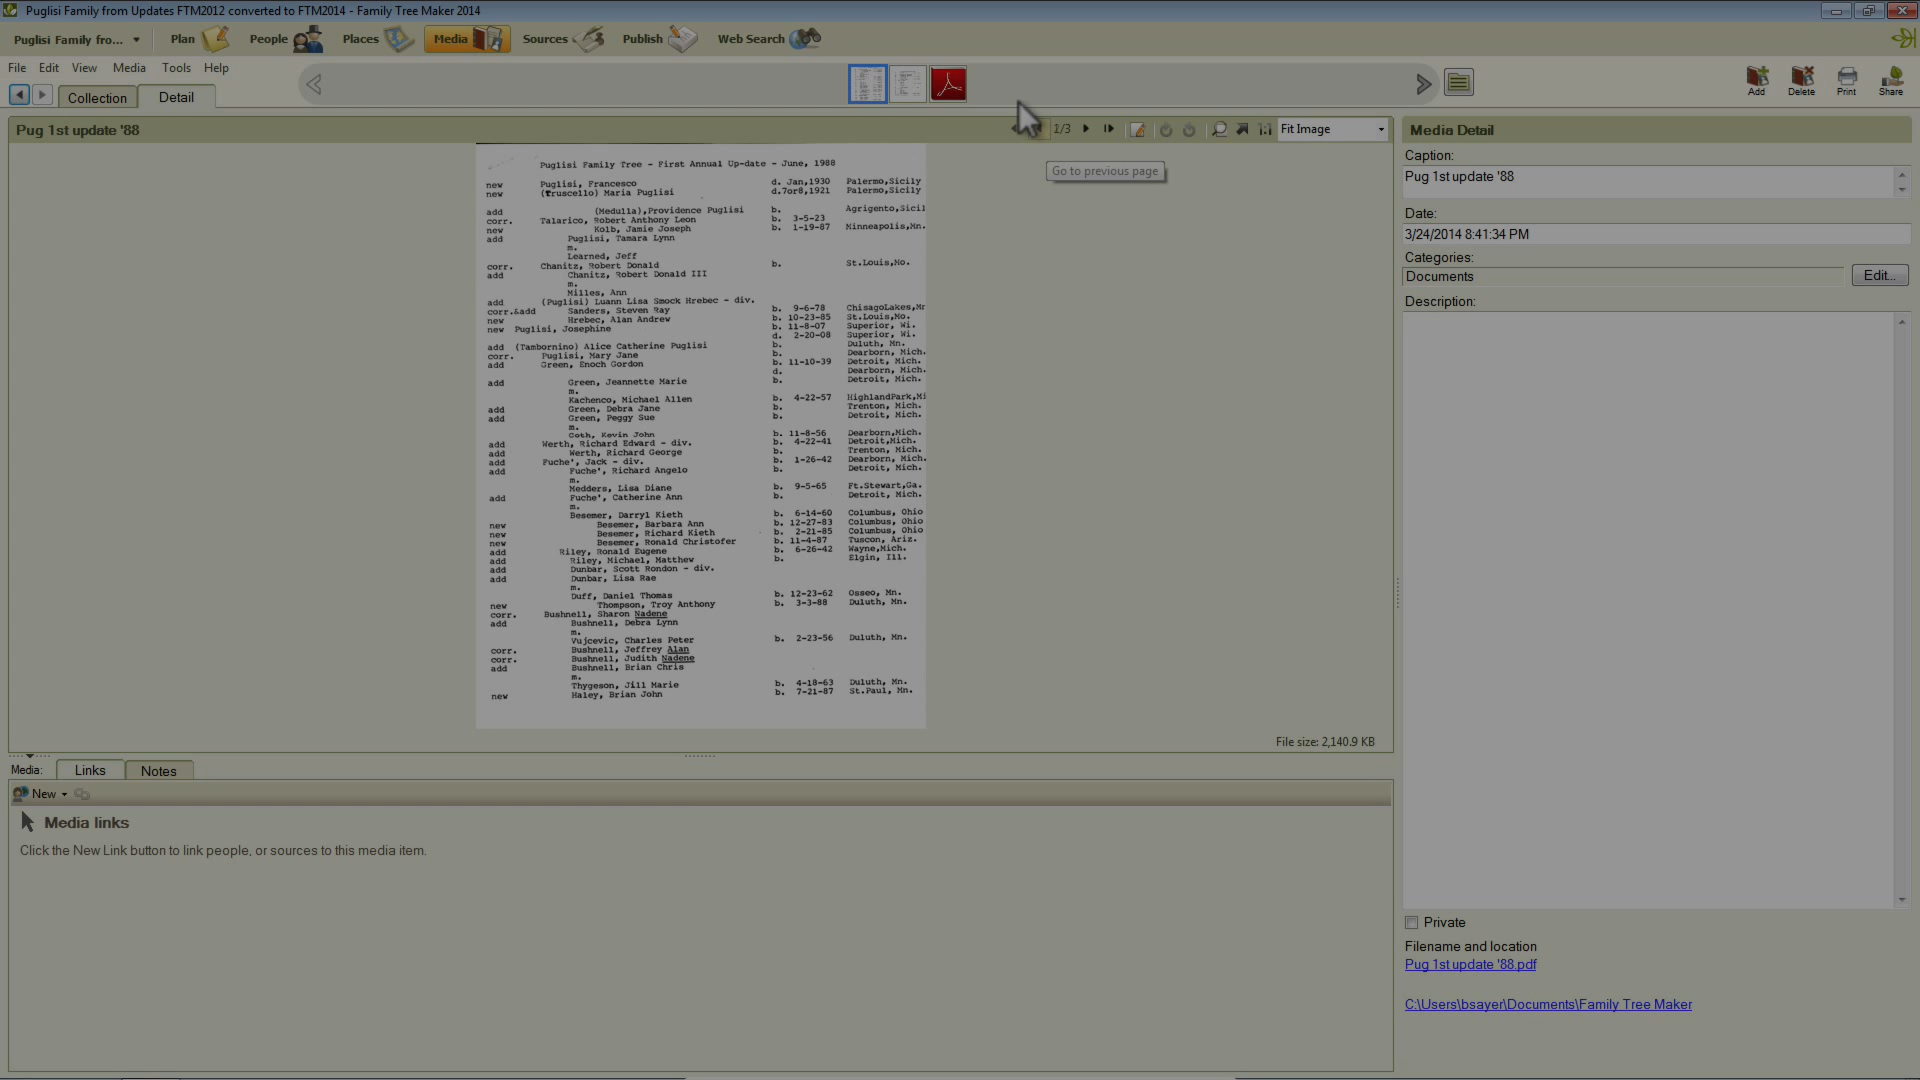 Puglisi Family from Updates FTM2012 converted to FTM2014 - Family Tree Maker 2014
Puglisi Family fro... Plan People Places Media Sources Publish Web Search
File Edit View Media Tools Help
Collection Detail
Add Delete Print Share
Pug 1st update '88
1/3 1:1 Fit Image
Go to previous page
Puglisi Family Tree - First Annual Up-date - June, 1988
new Puglisi, Francesco d. Jan,1930 Palermo,Sicily
new (Truscello) Maria Puglisi d.7or8,1921 Palermo,Sicily
add (Medulla),Providence Puglisi b. Agrigento,Sicil
corr. Talarico, Robert Anthony Leon b. 3-5-23
new Kolb, Jamie Joseph b. 1-19-87 Minneapolis,Mn.
add Puglisi, Tamara Lynn
m.
Learned, Jeff
corr. Chanitz, Robert Donald b. St.Louis,Mo.
add Chanitz, Robert Donald III
m.
Milles, Ann
add (Puglisi) Luann Lisa Smock Hrebec - div.
corr.&add Sanders, Steven Ray b. 9-6-78 ChisagoLakes,Mn
new Hrebec, Alan Andrew b. 10-23-85 St.Louis,Mo.
new Puglisi, Josephine b. 11-8-07 Superior, Wi.
d. 2-20-08 Superior, Wi.
add (Tambornino) Alice Catherine Puglisi b. Duluth, Mn.
corr. Puglisi, Mary Jane b. Dearborn, Mich.
add Green, Enoch Gordon b. 11-10-39 Detroit, Mich.
d. Dearborn, Mich.
add Green, Jeannette Marie b. Detroit, Mich.
m.
Kachenco, Michael Allen b. 4-22-57 HighlandPark,Mi
add Green, Debra Jane b. Trenton, Mich.
add Green, Peggy Sue b. Detroit, Mich.
m.
Goth, Kevin John b. 11-8-56 Dearborn,Mich.
add Werth, Richard Edward - div. b. 4-22-41 Detroit,Mich.
add Werth, Richard George b. Trenton, Mich.
add Fuche', Jack - div. b. 1-26-42 Dearborn, Mich.
add Fuche', Richard Angelo b. Detroit, Mich.
m.
Medders, Lisa Diane b. 9-5-65 Ft.Stewart,Ga.
add Fuche', Catherine Ann b. Detroit, Mich.
m.
Besemer, Darryl Kieth b. 6-14-60 Columbus, Ohio
new Besemer, Barbara Ann b. 12-27-83 Columbus, Ohio
new Besemer, Richard Kieth b. 2-21-85 Columbus, Ohio
new Besemer, Ronald Christofer b. 11-4-87 Tuscon, Ariz.
add Riley, Ronald Eugene b. 6-26-42 Wayne,Mich.
add Riley, Michael, Matthew b. Elgin, Ill.
add Dunbar, Scott Rondon - div.
add Dunbar, Lisa Rae
m.
Duff, Daniel Thomas b. 12-23-62 Osseo, Mn.
new Thompson, Troy Anthony b. 3-3-88 Duluth, Mn.
corr. Bushnell, Sharon Nadene
add Bushnell, Debra Lynn
m.
Vujcevic, Charles Peter b. 2-23-56 Duluth, Mn.
corr. Bushnell, Jeffrey Alan
corr. Bushnell, Judith Nadene
add Bushnell, Brian Chris
m.
Thygeson, Jill Marie b. 4-18-63 Duluth, Mn.
new Haley, Brian John b. 7-21-87 St.Paul, Mn.
File size: 2,140.9 KB
Media: Links Notes
New
Media links
Click the New Link button to link people, or sources to this media item.
Media Detail
Caption:
Pug 1st update '88
Date:
3/24/2014 8:41:34 PM
Categories:
Documents Edit...
Description:
Private
Filename and location
Pug 1st update '88.pdf
C:\Users\bsayer\Documents\Family Tree Maker